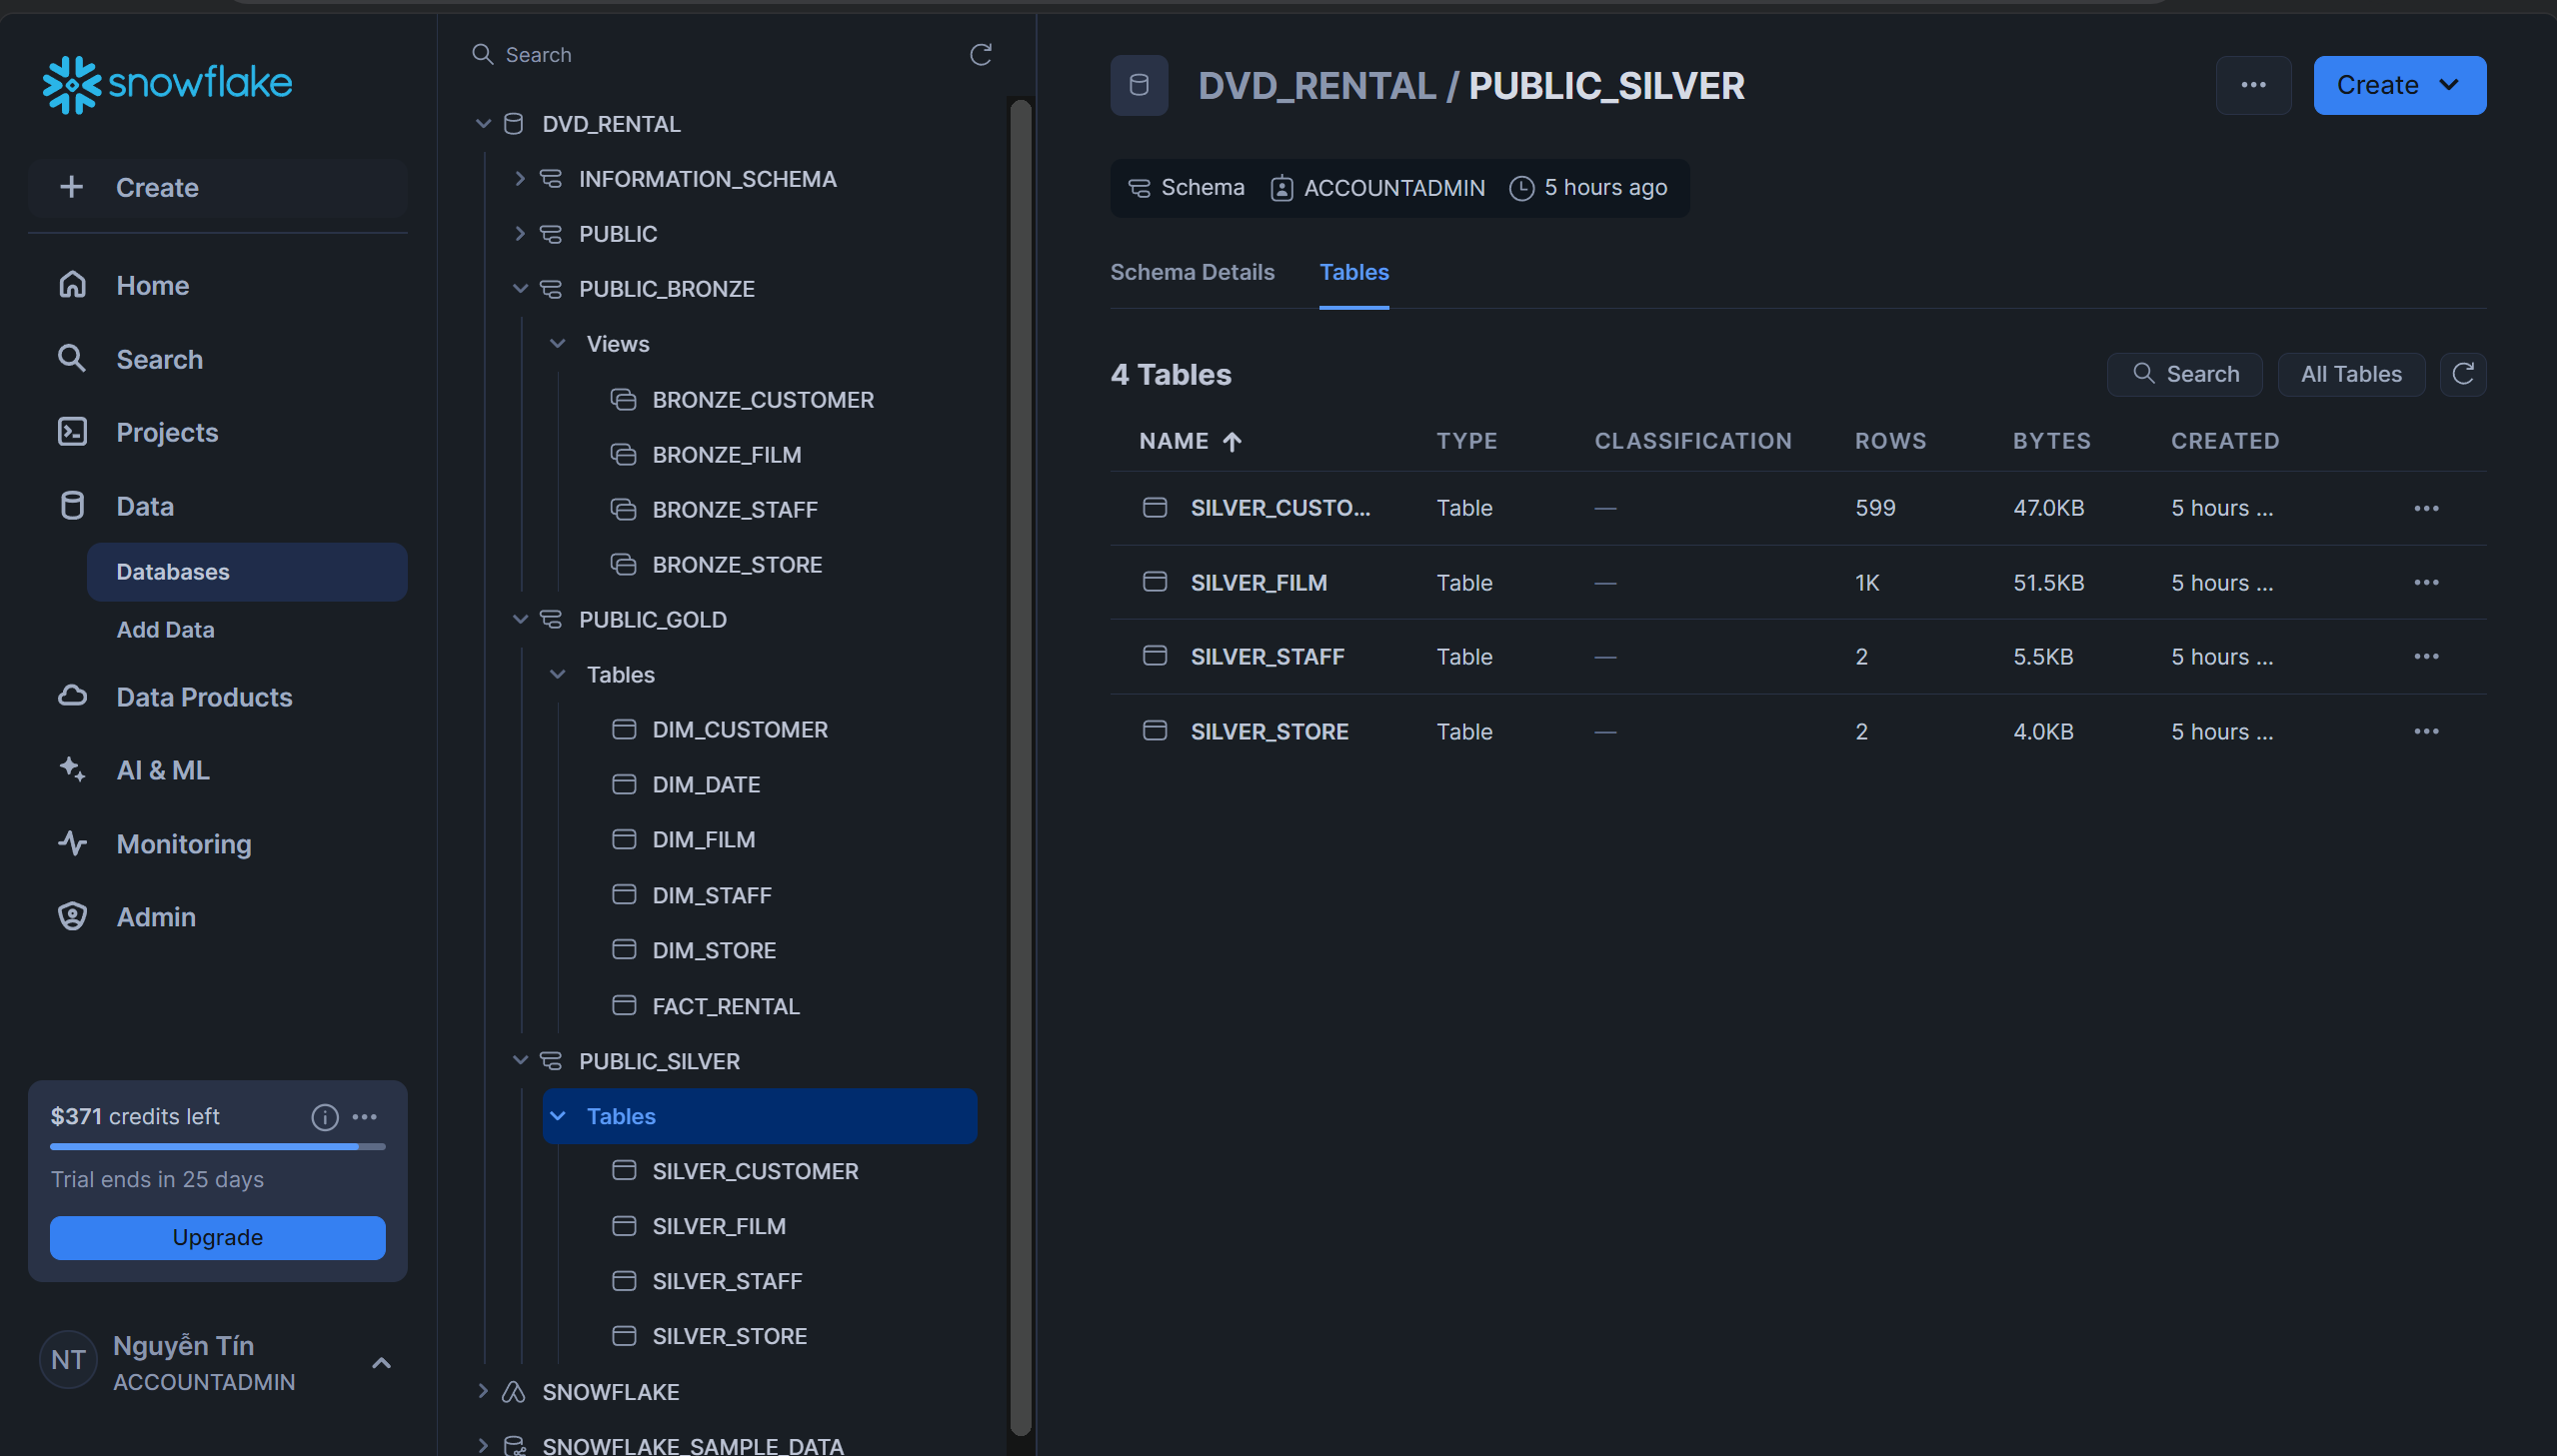 snowflake
Create
Home
Search
Projects
Data
Databases
Add Data
Data Products
AI & ML
Monitoring
Admin
$371 credits left
Trial ends in 25 days
Upgrade
NT
Nguyễn Tín
ACCOUNTADMIN
Search
DVD_RENTAL
INFORMATION_SCHEMA
PUBLIC
PUBLIC_BRONZE
Views
BRONZE_CUSTOMER
BRONZE_FILM
BRONZE_STAFF
BRONZE_STORE
PUBLIC_GOLD
Tables
DIM_CUSTOMER
DIM_DATE
DIM_FILM
DIM_STAFF
DIM_STORE
FACT_RENTAL
PUBLIC_SILVER
Tables
SILVER_CUSTOMER
SILVER_FILM
SILVER_STAFF
SILVER_STORE
SNOWFLAKE
SNOWFLAKE_SAMPLE_DATA
DVD_RENTAL / PUBLIC_SILVER
... Create
Schema ACCOUNTADMIN 5 hours ago
Schema Details Tables
4 Tables Search All Tables
NAME TYPE CLASSIFICATION ROWS BYTES CREATED
SILVER_CUSTO... Table — 599 47.0KB 5 hours ...
SILVER_FILM Table — 1K 51.5KB 5 hours ...
SILVER_STAFF Table — 2 5.5KB 5 hours ...
SILVER_STORE Table — 2 4.0KB 5 hours ...